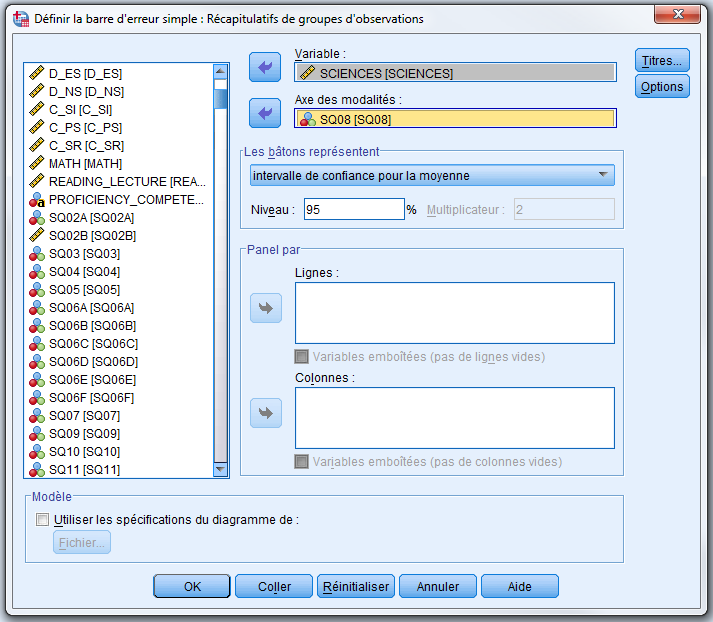 Définir la barre d'erreur simple : Récapitulatifs de groupes d'observations
D_ES [D_ES]
D_NS [D_NS]
C_SI [C_SI]
C_PS [C_PS]
C_SR [C_SR]
MATH [MATH]
READING_LECTURE [REA...
PROFICIENCY_COMPETE...
SQ02A [SQ02A]
SQ02B [SQ02B]
SQ03 [SQ03]
SQ04 [SQ04]
SQ05 [SQ05]
SQ06A [SQ06A]
SQ06B [SQ06B]
SQ06C [SQ06C]
SQ06D [SQ06D]
SQ06E [SQ06E]
SQ06F [SQ06F]
SQ07 [SQ07]
SQ09 [SQ09]
SQ10 [SQ10]
SQ11 [SQ11]
Variable :
SCIENCES [SCIENCES]
Axe des modalités :
SQ08 [SQ08]
Titres...
Options
Les bâtons représentent
intervalle de confiance pour la moyenne
Niveau : 95 % Multiplicateur : 2
Panel par
Lignes :
Variables emboîtées (pas de lignes vides)
Colonnes :
Variables emboîtées (pas de colonnes vides)
Modèle
Utiliser les spécifications du diagramme de :
Fichier...
OK Coller Réinitialiser Annuler Aide